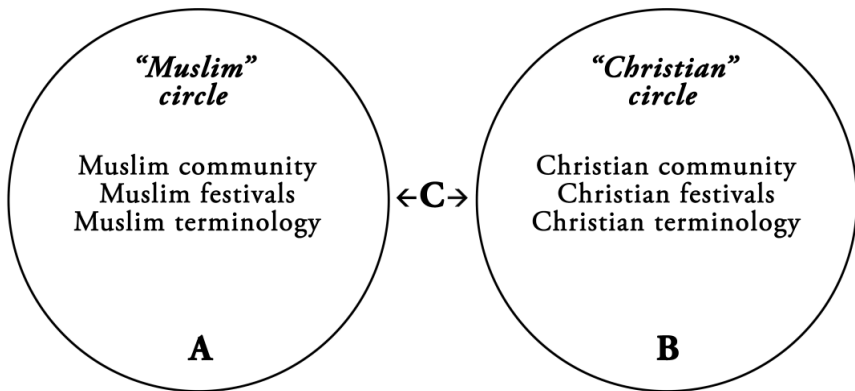 “Muslim”
circle
Muslim community
Muslim festivals
Muslim terminology
A
←C→
“Christian”
circle
Christian community
Christian festivals
Christian terminology
B